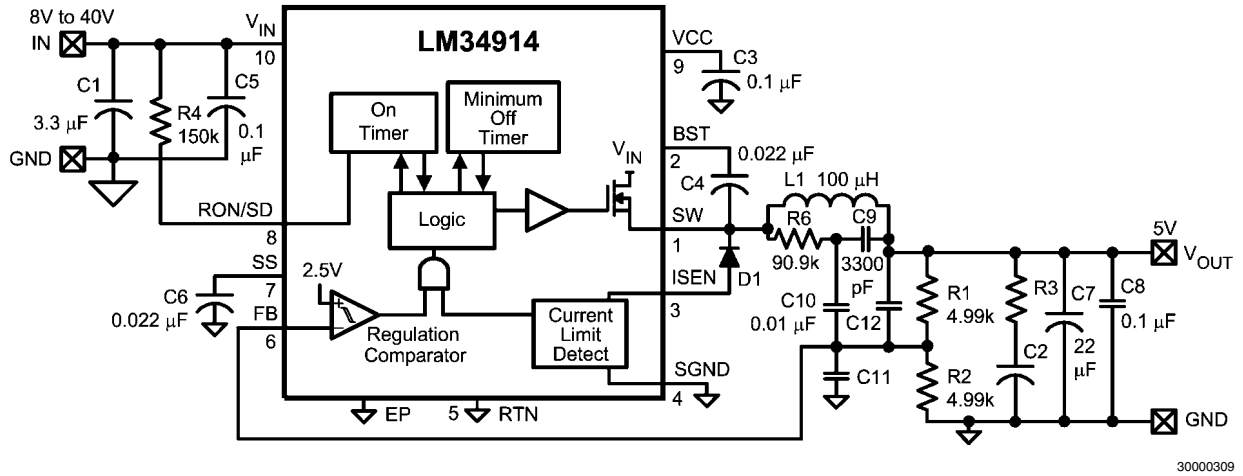 8V to 40V
IN
VIN
10
C1
3.3 µF
R4
150k
C5
0.1
µF
GND
RON/SD
8
SS
7
C6
0.022 µF
FB
6
LM34914
On
Timer
Minimum
Off
Timer
Logic
VIN
2.5V
+
−
Regulation
Comparator
Current
Limit
Detect
EP
5
RTN
VCC
9
C3
0.1 µF
BST
2
0.022 µF
C4
SW
1
ISEN
3
D1
SGND
4
L1 100 µH
R6
90.9k
C9
3300
pF
C10
0.01 µF
C12
C11
R1
4.99k
R2
4.99k
R3
C2
C7
22
µF
C8
0.1 µF
5V
VOUT
GND
30000309